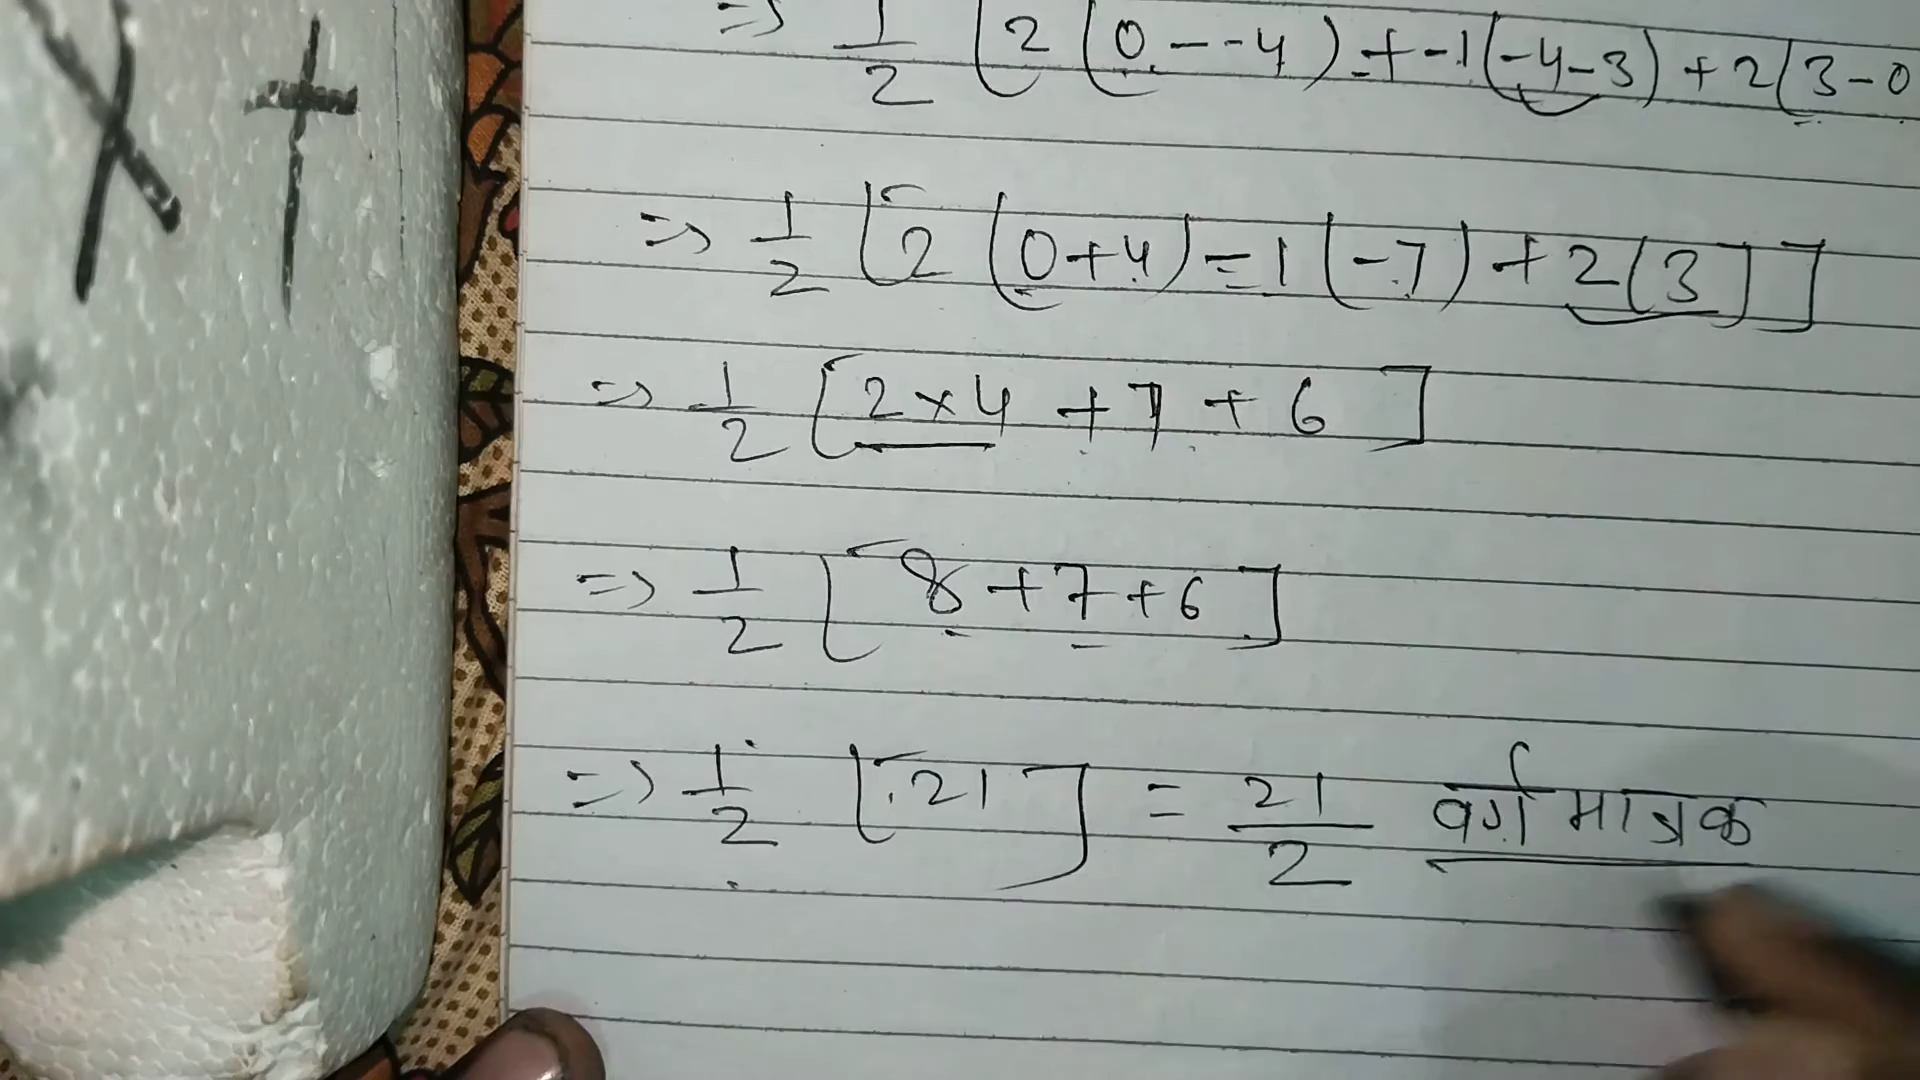 => 1/2 [2(0--4)+-1(-4-3)+2(3-0
=> 1/2 [2(0+4)-1(-7)+2(3)]
=> 1/2 [2×4+7+6]
=> 1/2 [8+7+6]
=> 1/2 [21] = 21/2 वर्ग मात्रक